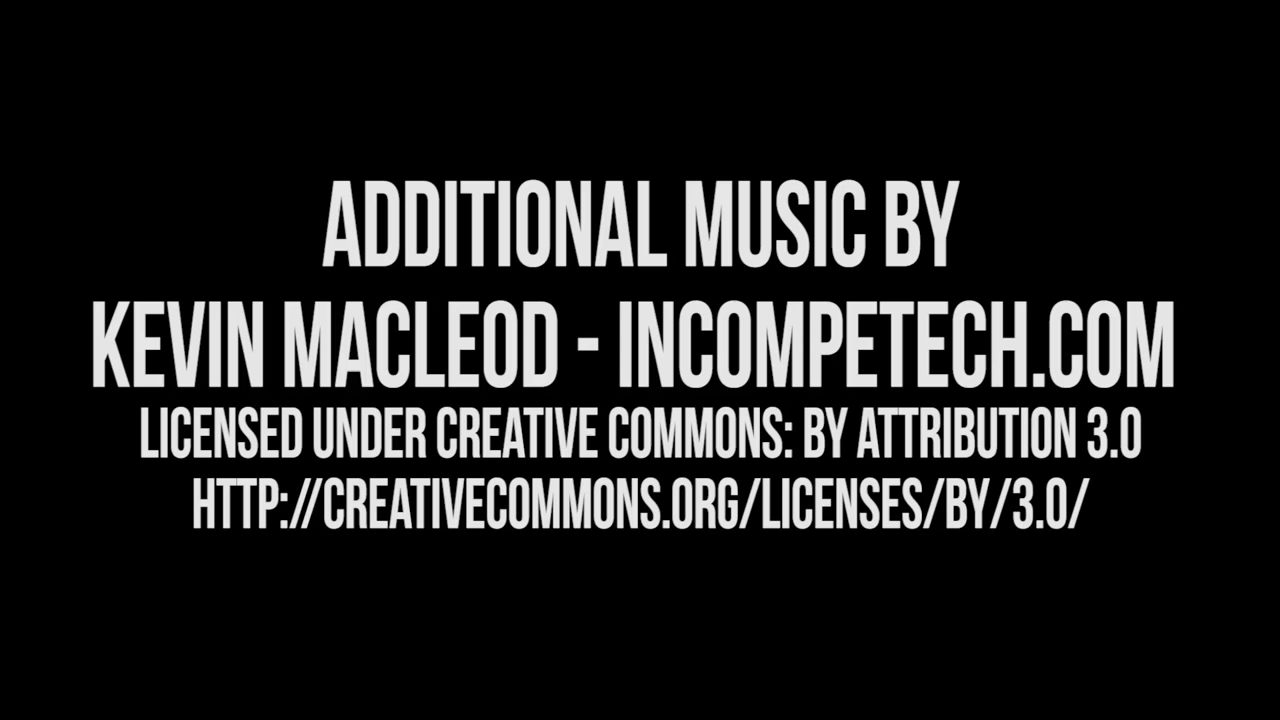 ADDITIONAL MUSIC BY
KEVIN MACLEOD - INCOMPETECH.COM
LICENSED UNDER CREATIVE COMMONS: BY ATTRIBUTION 3.0
HTTP://CREATIVECOMMONS.ORG/LICENSES/BY/3.0/